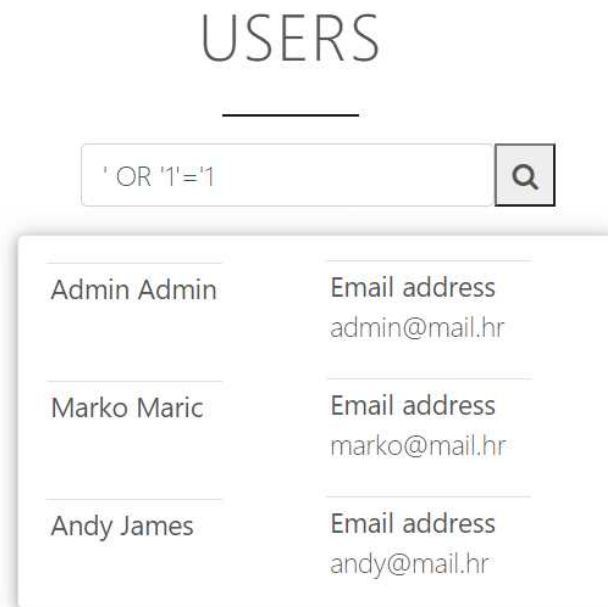 USERS
' OR '1'='1
Admin Admin
Email address
admin@mail.hr
Marko Maric
Email address
marko@mail.hr
Andy James
Email address
andy@mail.hr